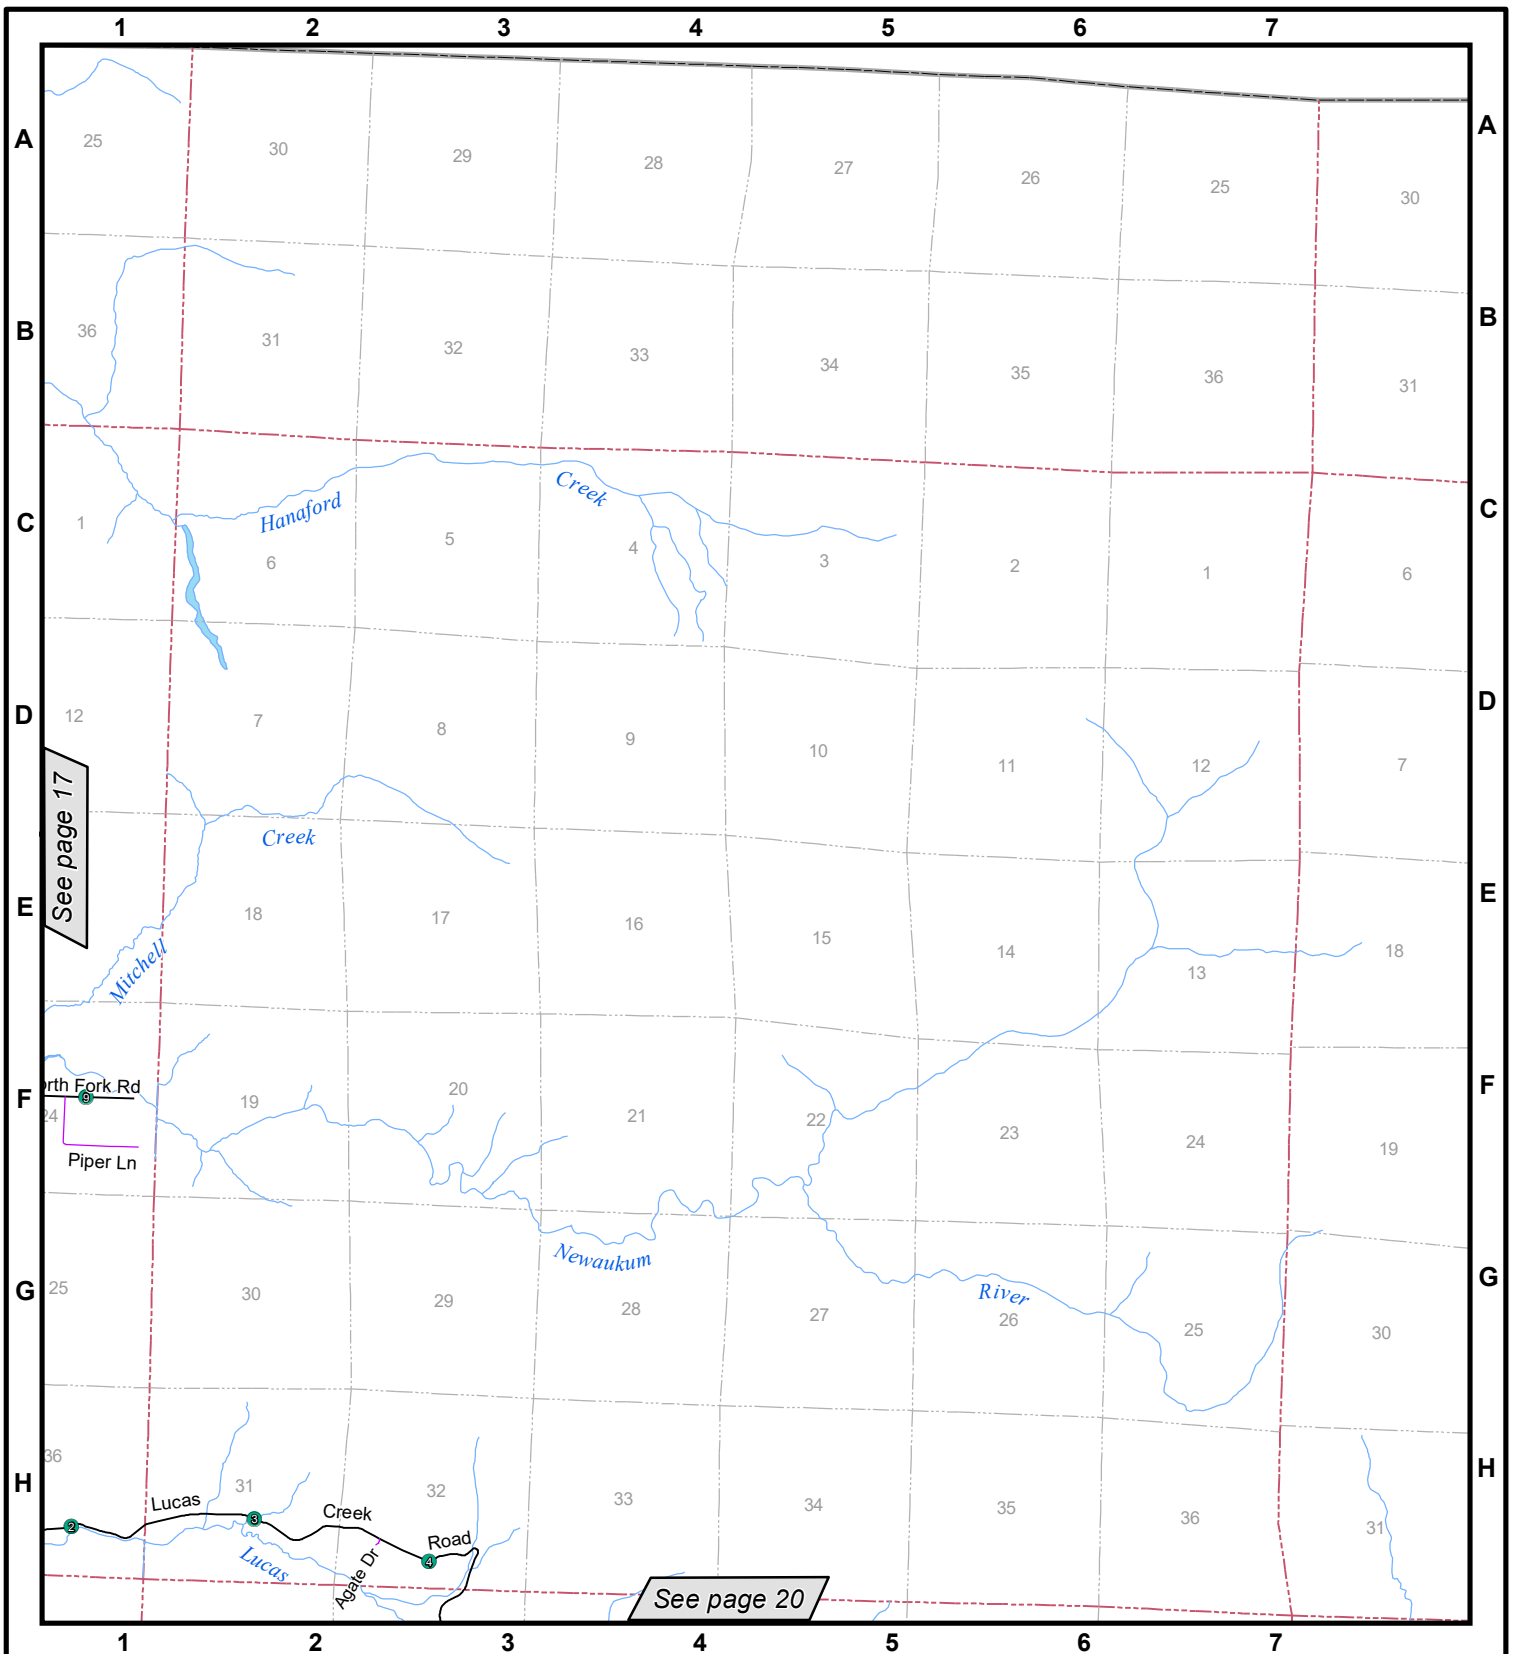 1 2 3 4 5 6 7
A 25 30 29 28 27 26 25 30 A
B 36 31 32 33 34 35 36 31 B
Creek
Hanaford
C 1 6 5 4 3 2 1 6 C
D 12 7 8 9 10 11 12 7 D
See page 17
Creek
E 18 17 16 15 14 13 18 E
Mitchell
orth Fork Rd
9
F 24 19 20 21 22 23 24 19 F
Piper Ln
Newaukum
River
G 25 30 29 28 27 26 25 30 G
H 36 31 32 33 34 35 36 31 H
Lucas Creek Road
2 3 4
Lucas
Agate Dr
See page 20
1 2 3 4 5 6 7